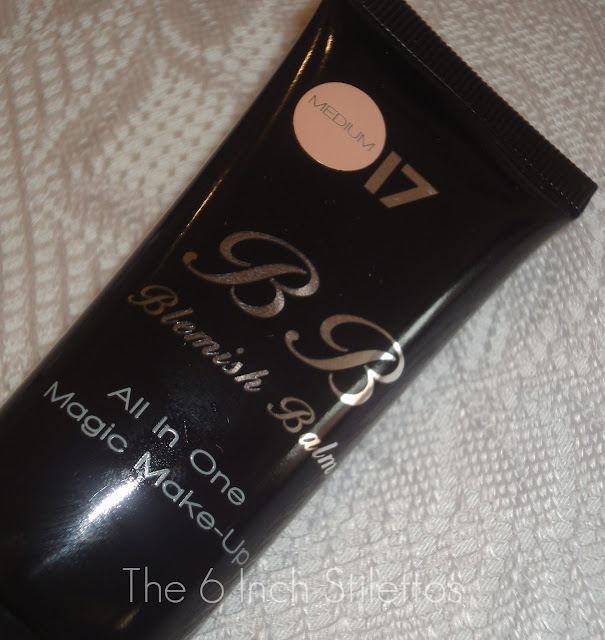 MEDIUM
17
BB
Blemish Balm
All In One
Magic Make-Up
The 6 Inch Stilettos